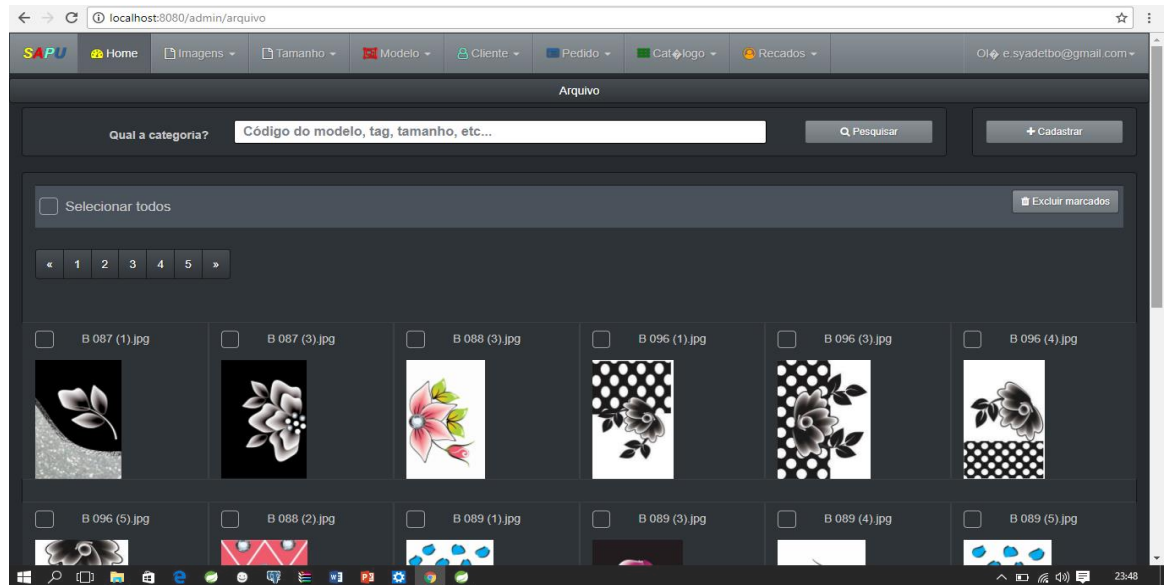 localhost:8080/admin/arquivo
SAPU Home Imagens Tamanho Modelo Cliente Pedido Cat�logo Recados Ol� e.syadetbo@gmail.com
Arquivo
Qual a categoria? Código do modelo, tag, tamanho, etc... Pesquisar + Cadastrar
Selecionar todos Excluir marcados
« 1 2 3 4 5 »
B 087 (1).jpg B 087 (3).jpg B 088 (3).jpg B 096 (1).jpg B 096 (3).jpg B 096 (4).jpg
B 096 (5).jpg B 088 (2).jpg B 089 (1).jpg B 089 (3).jpg B 089 (4).jpg B 089 (5).jpg
23:48